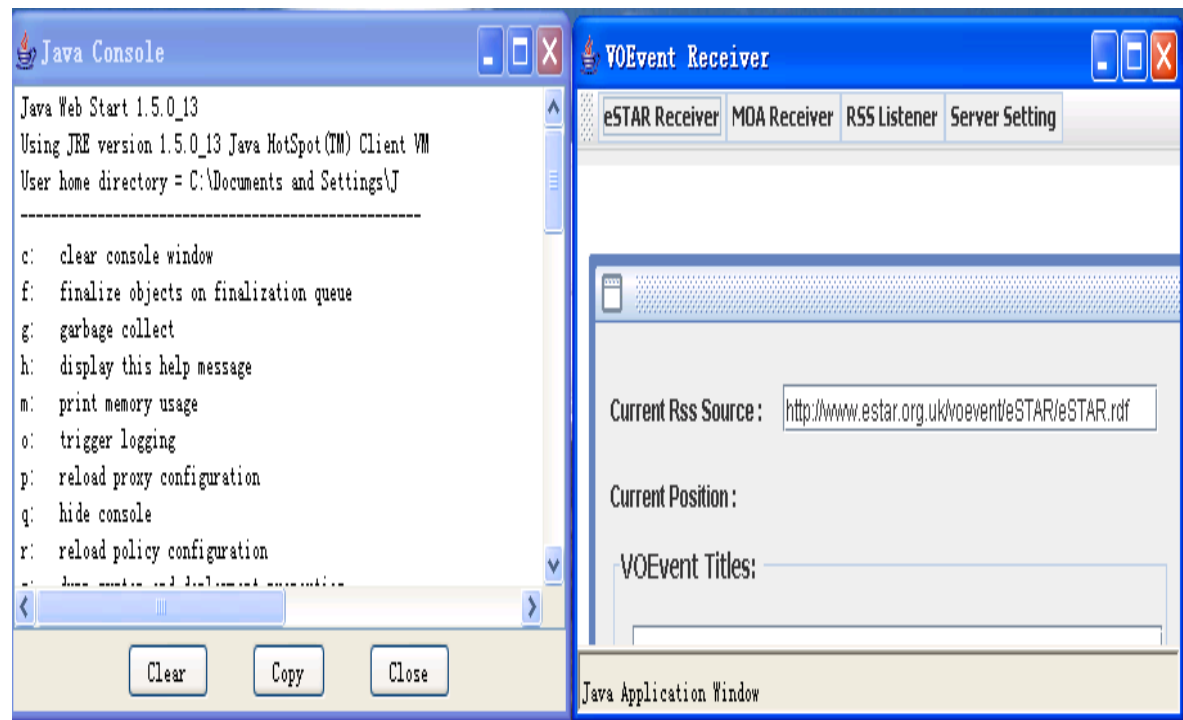 Java Console
Java Web Start 1.5.0_13
Using JRE version 1.5.0_13 Java HotSpot(TM) Client VM
User home directory = C:\Documents and Settings\J
----------------------------------------------------
c:   clear console window
f:   finalize objects on finalization queue
g:   garbage collect
h:   display this help message
m:   print memory usage
o:   trigger logging
p:   reload proxy configuration
q:   hide console
r:   reload policy configuration
Clear Copy Close
VOEvent Receiver
eSTAR Receiver MOA Receiver RSS Listener Server Setting
Current Rss Source : http://www.estar.org.uk/voevent/eSTAR/eSTAR.rdf
Current Position :
VOEvent Titles:
Java Application Window